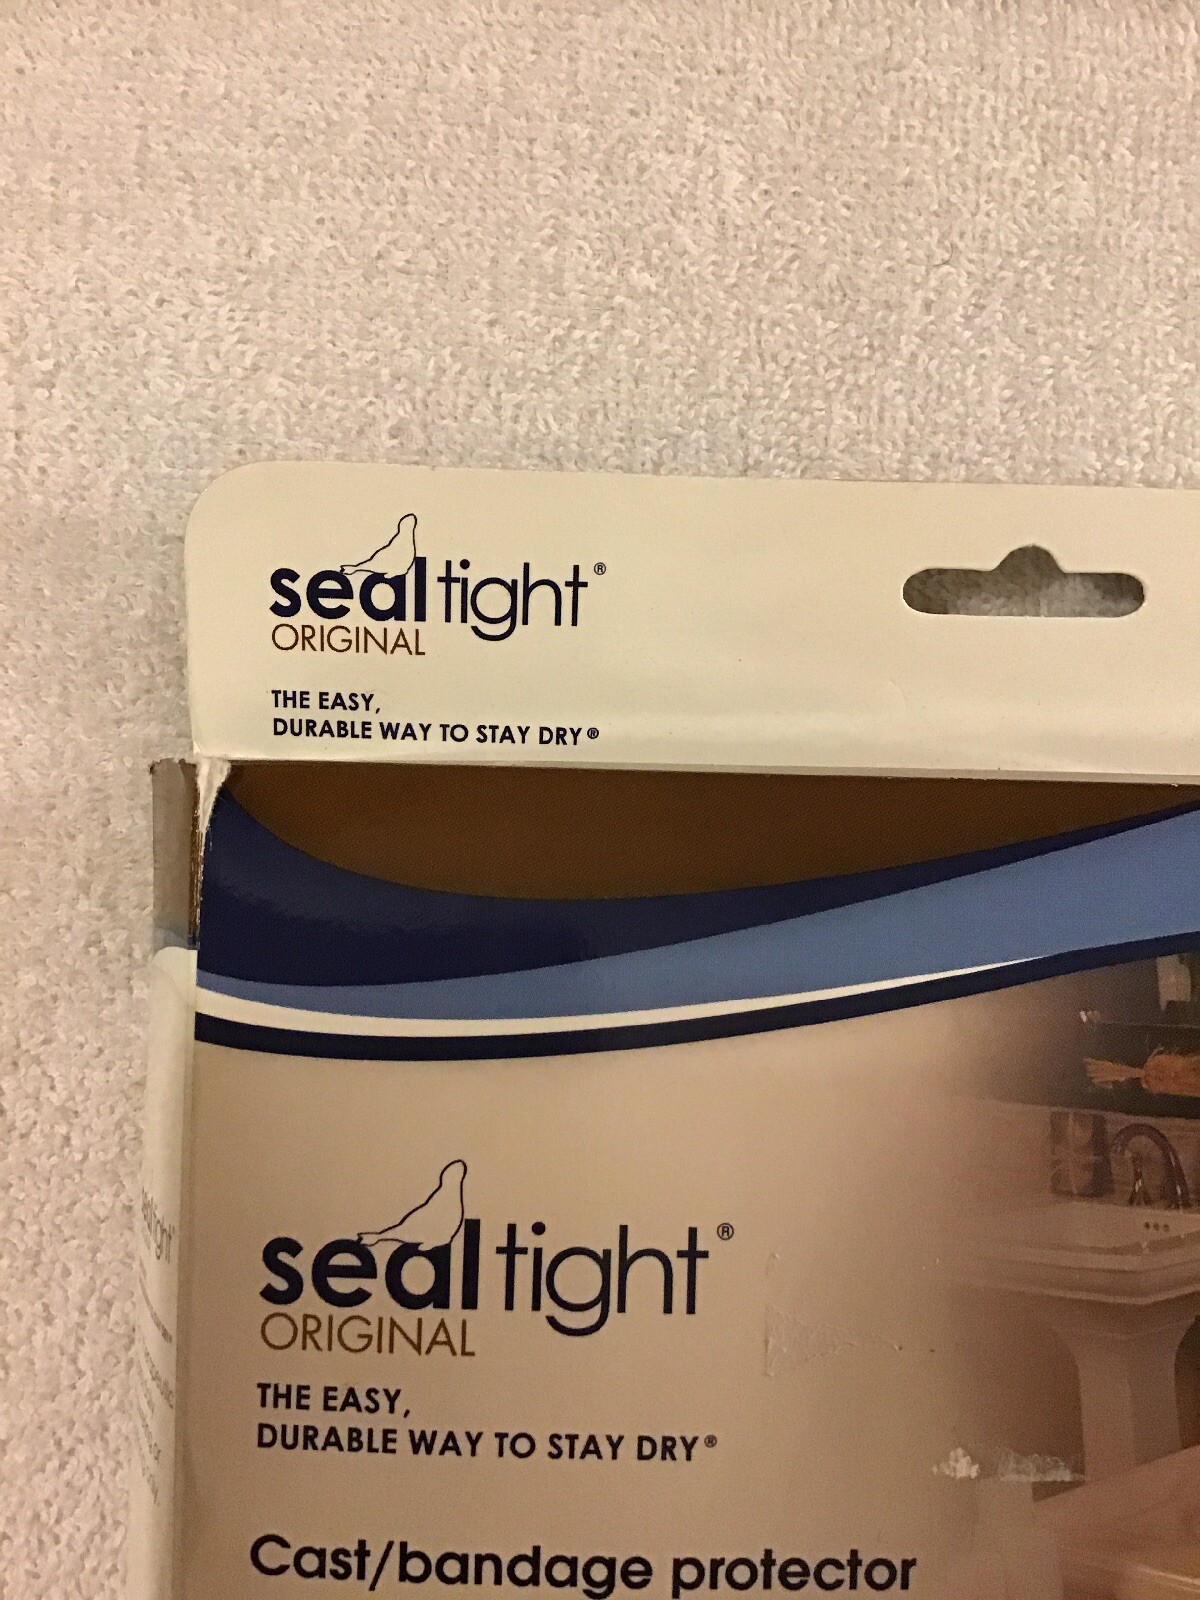 sealtight®
ORIGINAL
THE EASY,
DURABLE WAY TO STAY DRY®
sealtight®
ORIGINAL
THE EASY,
DURABLE WAY TO STAY DRY®
Cast/bandage protector